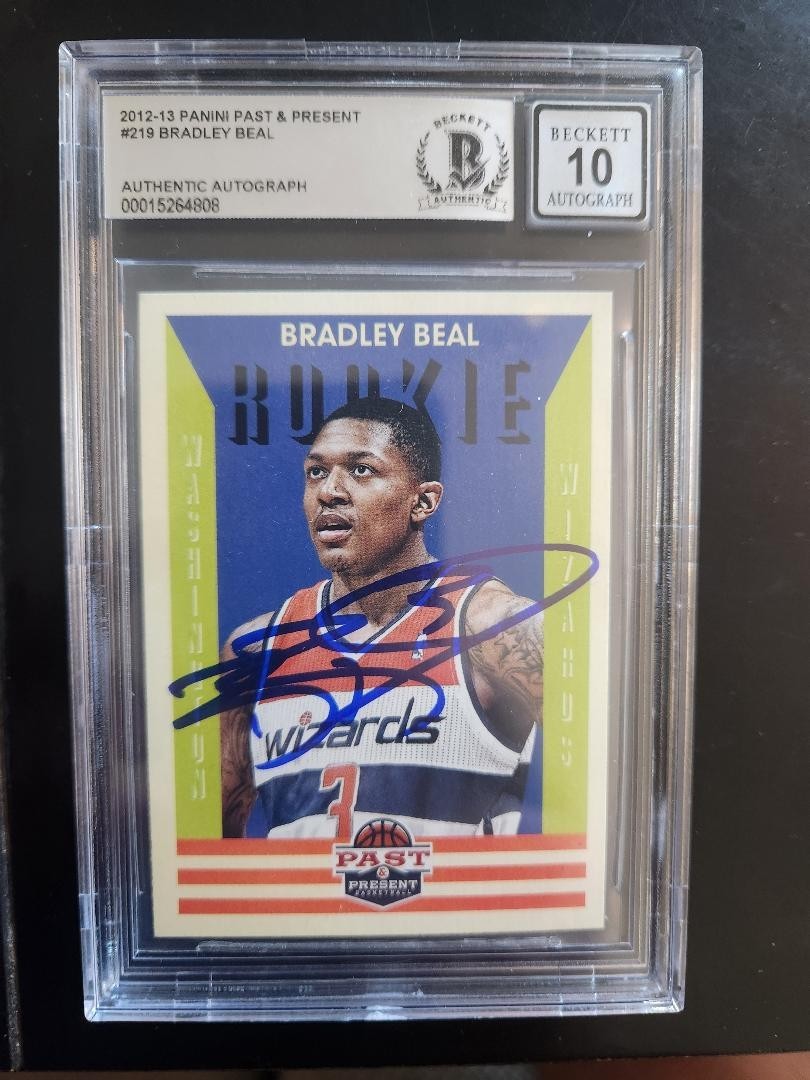 2012-13 PANINI PAST & PRESENT
#219 BRADLEY BEAL
AUTHENTIC AUTOGRAPH
00015264808
BECKETT
B
AUTHENTIC
BECKETT
10
AUTOGRAPH
BRADLEY BEAL
ROOKIE
WASHINGTON
WIZARDS
wizards
3
PAST
&
PRESENT
BASKETBALL